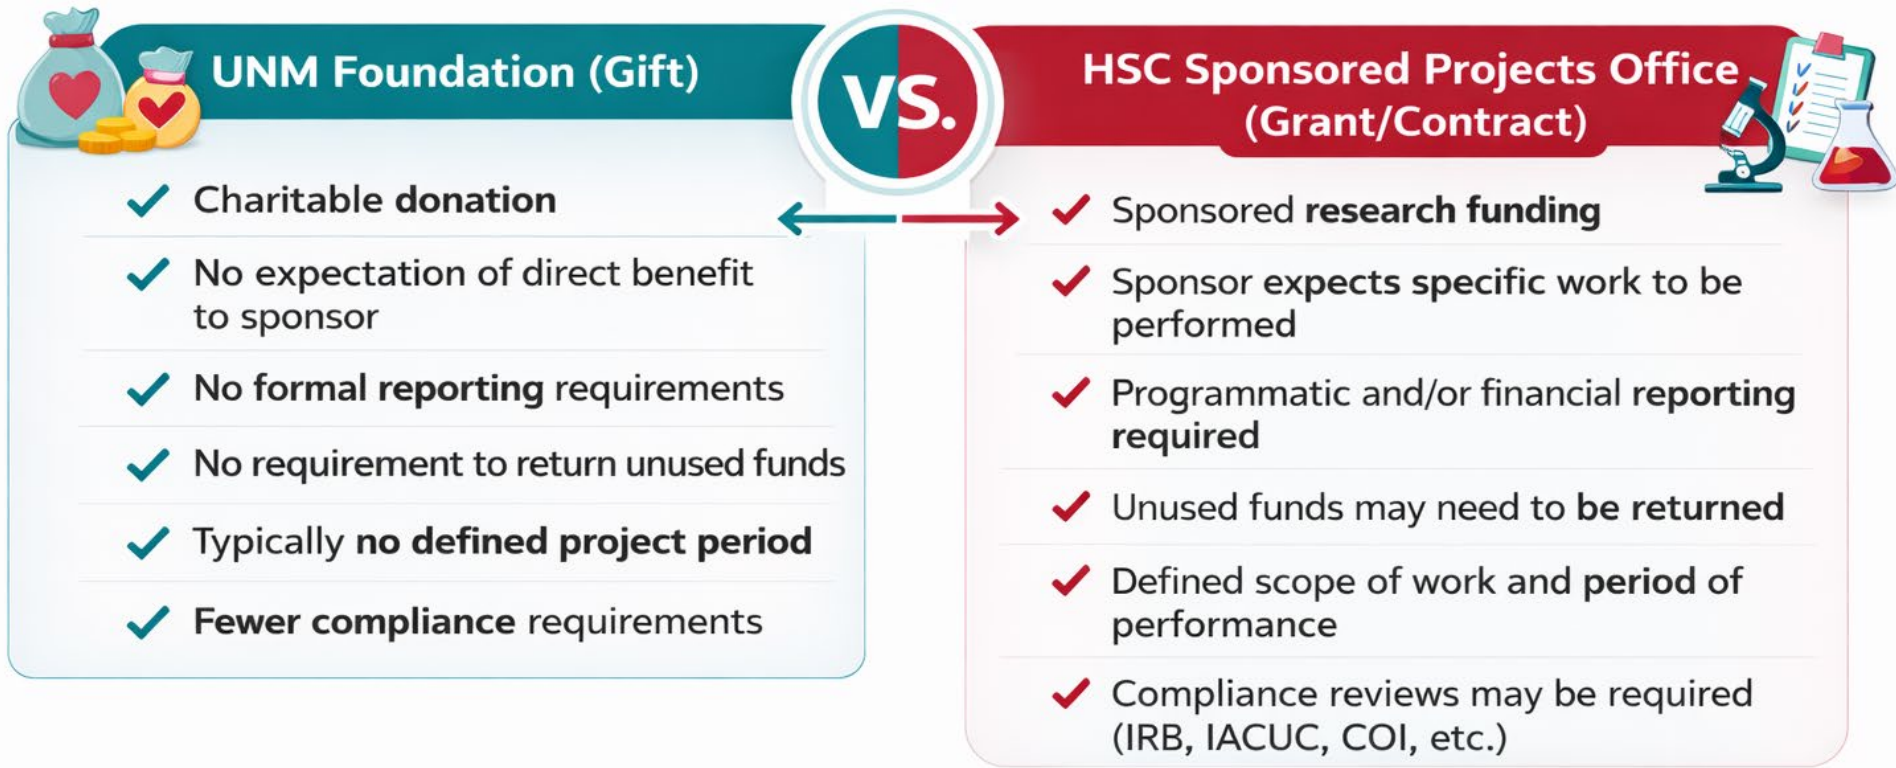 UNM Foundation (Gift)
VS.
HSC Sponsored Projects Office
(Grant/Contract)
Charitable donation
No expectation of direct benefit
to sponsor
No formal reporting requirements
No requirement to return unused funds
Typically no defined project period
Fewer compliance requirements
Sponsored research funding
Sponsor expects specific work to be
performed
Programmatic and/or financial reporting
required
Unused funds may need to be returned
Defined scope of work and period of
performance
Compliance reviews may be required
(IRB, IACUC, COI, etc.)